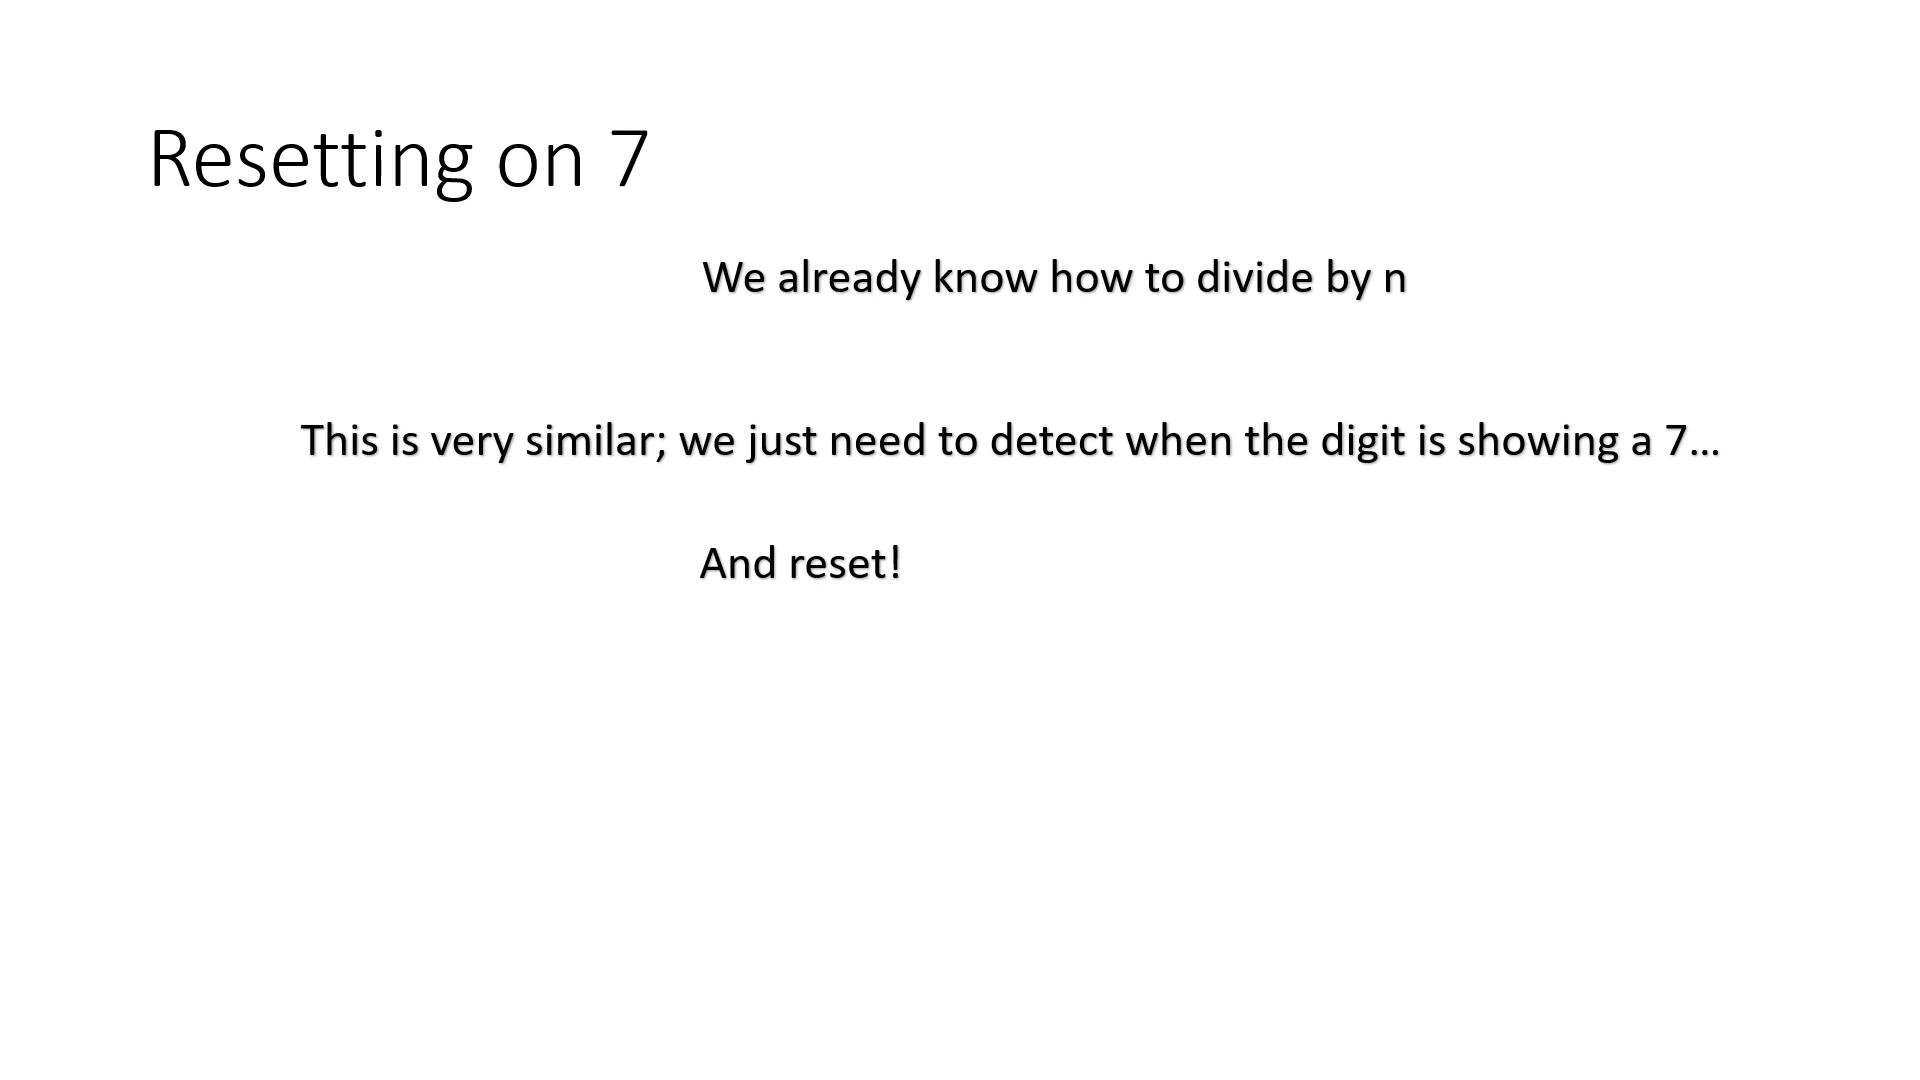 Resetting on 7
We already know how to divide by n
This is very similar; we just need to detect when the digit is showing a 7…
And reset!